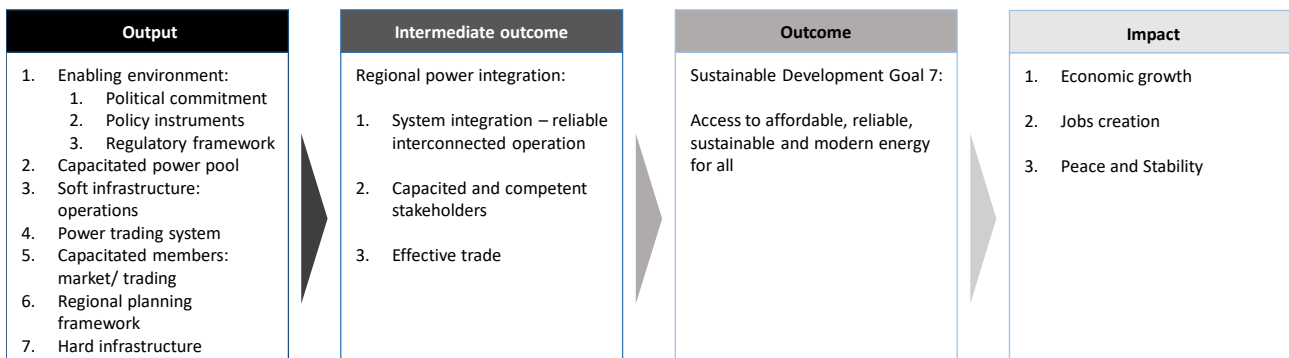 Output
1. Enabling environment:
1. Political commitment
2. Policy instruments
3. Regulatory framework
2. Capacitated power pool
3. Soft infrastructure:
operations
4. Power trading system
5. Capacitated members:
market/ trading
6. Regional planning
framework
7. Hard infrastructure
Intermediate outcome
Regional power integration:
1. System integration – reliable
interconnected operation
2. Capacited and competent
stakeholders
3. Effective trade
Outcome
Sustainable Development Goal 7:
Access to affordable, reliable,
sustainable and modern energy
for all
Impact
1. Economic growth
2. Jobs creation
3. Peace and Stability